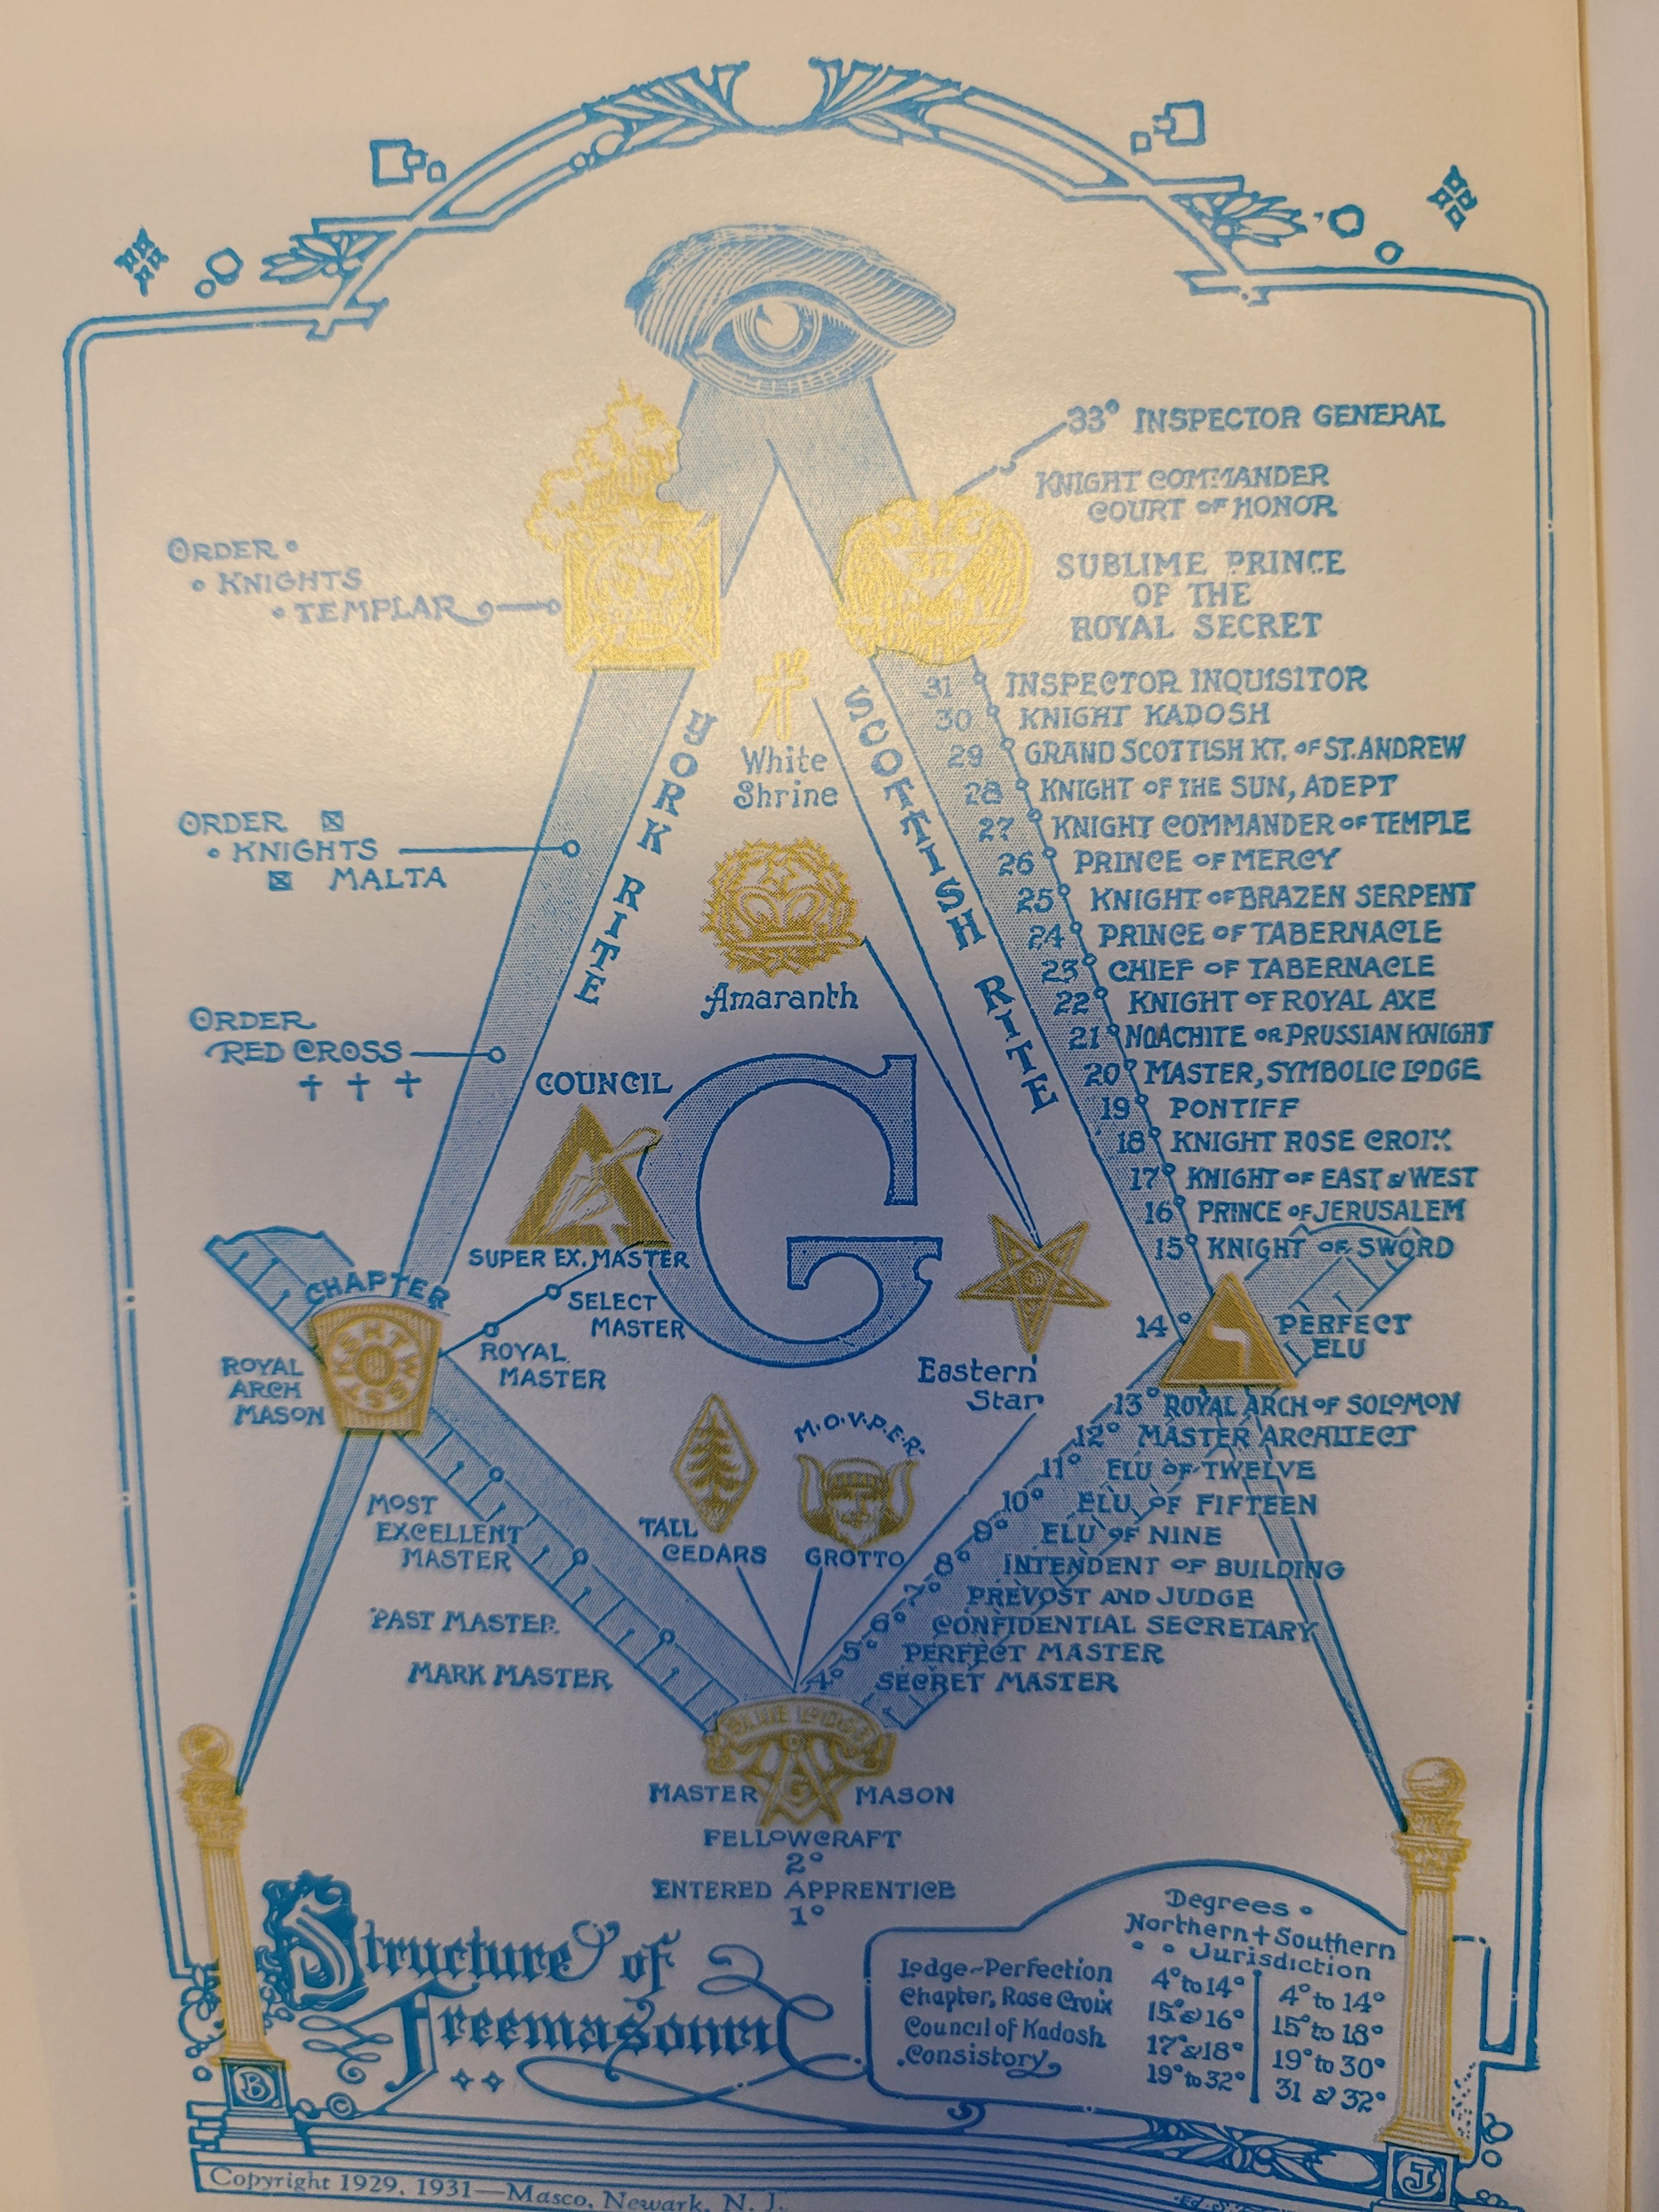 33° INSPECTOR GENERAL
KNIGHT COMMANDER
COURT OF HONOR
ORDER
KNIGHTS
TEMPLAR
32
SUBLIME PRINCE
OF THE
ROYAL SECRET
31 INSPECTOR INQUISITOR
30 KNIGHT KADOSH
29 GRAND SCOTTISH KT. OF ST. ANDREW
28 KNIGHT OF THE SUN, ADEPT
27 KNIGHT COMMANDER OF TEMPLE
26 PRINCE OF MERCY
25 KNIGHT OF BRAZEN SERPENT
24 PRINCE OF TABERNACLE
23 CHIEF OF TABERNACLE
22 KNIGHT OF ROYAL AXE
21 NOACHITE OR PRUSSIAN KNIGHT
20 MASTER, SYMBOLIC LODGE
19 PONTIFF
18 KNIGHT ROSE CROIX
17 KNIGHT OF EAST & WEST
16 PRINCE OF JERUSALEM
15 KNIGHT OF SWORD
14° PERFECT
ELU
13° ROYAL ARCH OF SOLOMON
12° MASTER ARCHITECT
11° ELU OF TWELVE
10° ELU OF FIFTEEN
9° ELU OF NINE
8° INTENDENT OF BUILDING
7° PREVOST AND JUDGE
6° CONFIDENTIAL SECRETARY
5° PERFECT MASTER
4° SECRET MASTER
YORK RITE
SCOTTISH RITE
White
Shrine
Amaranth
ORDER
KNIGHTS
MALTA
ORDER
RED CROSS
COUNCIL
SUPER EX. MASTER
SELECT
MASTER
ROYAL
MASTER
G
CHAPTER
ROYAL
ARCH
MASON
Eastern
Star
M.O.V.P.E.R.
TALL
CEDARS
GROTTO
MOST
EXCELLENT
MASTER
PAST MASTER
MARK MASTER
BLUE LODGE
G
MASTER MASON
FELLOWCRAFT
2°
ENTERED APPRENTICE
1°
Structure of
Freemasonry
Degrees
Northern + Southern
Jurisdiction
Lodge-Perfection 4° to 14° 4° to 14°
Chapter, Rose Croix 15° & 16° 15° to 18°
Council of Kadosh 17° & 18° 19° to 30°
Consistory 19° to 32° 31 & 32°
B
J
©
Copyright 1929, 1931—Masco, Newark, N. J.